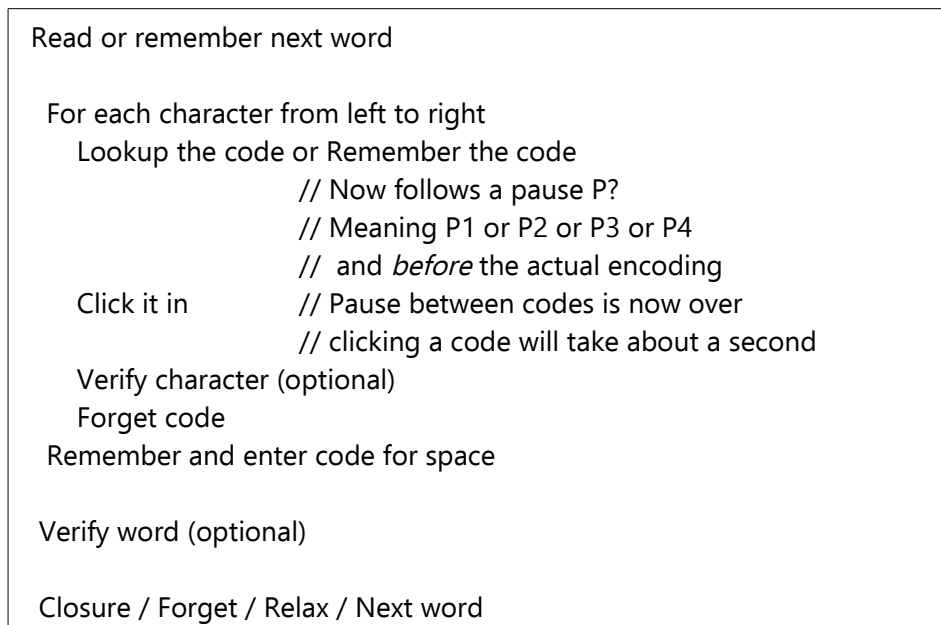 Read or remember next word
For each character from left to right
Lookup the code or Remember the code
// Now follows a pause P?
// Meaning P1 or P2 or P3 or P4
// and before the actual encoding
Click it in // Pause between codes is now over
// clicking a code will take about a second
Verify character (optional)
Forget code
Remember and enter code for space
Verify word (optional)
Closure / Forget / Relax / Next word